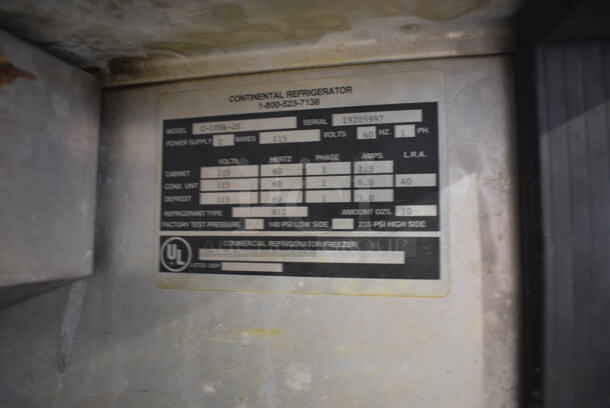 CONTINENTAL REFRIGERATOR
1-800-523-7138
MODEL SERIAL 19205997
POWER SUPPLY 2 WIRES 115 VOLTS 60 HZ. 1 PH.
VOLTS HERTZ PHASE AMPS. L.R.A.
CABINET 115 60 1
COND. UNIT 115 60 1 6.0 40
DEFROST 115 60 1
REFRIGERANT TYPE R12 AMOUNT-OZS. 10
FACTORY TEST PRESSURE 140 PSI LOW SIDE 235 PSI HIGH SIDE
UL COMMERCIAL REFRIGERATOR/FREEZER
AUCTION GROUP